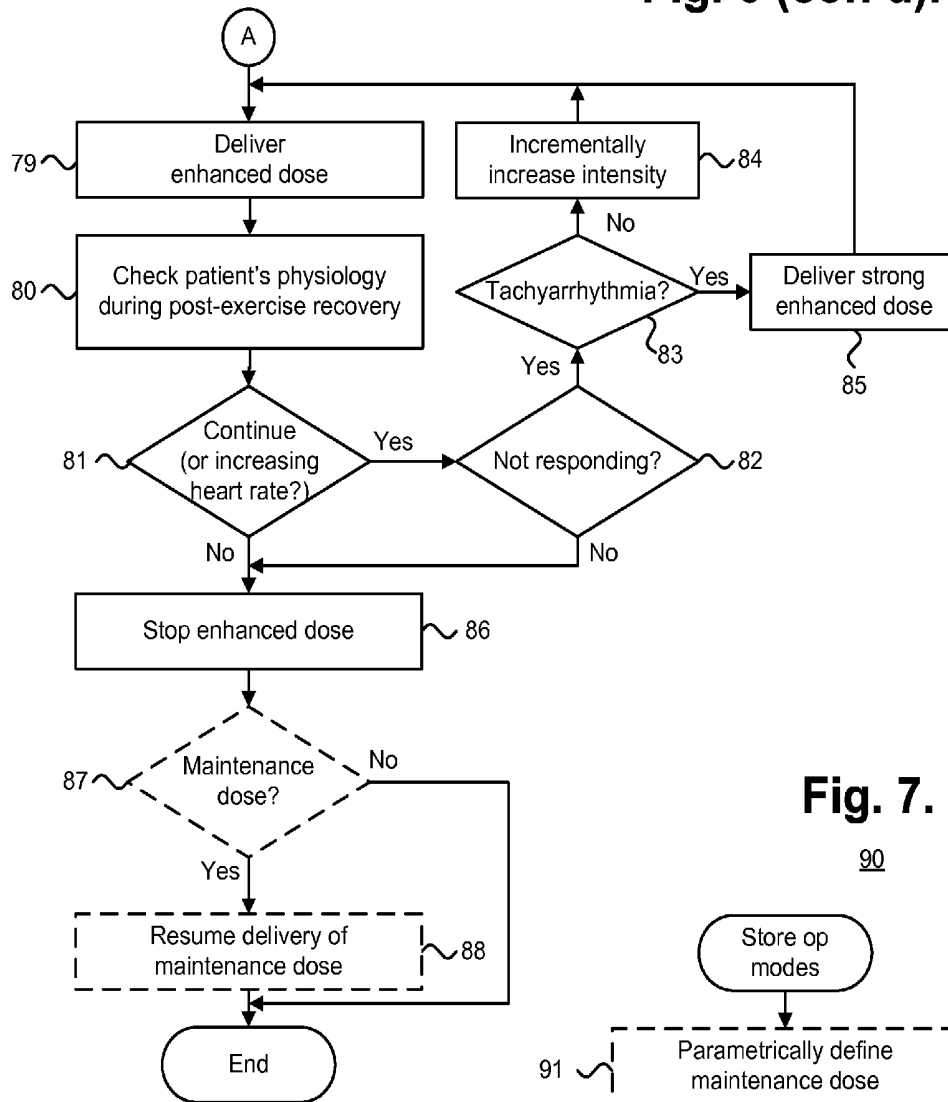 Fig. 6 (con'd).
A
79
Deliver
enhanced dose
Incrementally
increase intensity
84
No
80
Check patient's physiology
during post-exercise recovery
Tachyarrhythmia?
Yes
Deliver strong
enhanced dose
83
85
Yes
81
Continue
(or increasing
heart rate?)
Yes
Not responding?
82
No
No
Stop enhanced dose
86
87
Maintenance
dose?
No
Yes
Fig. 7.
90
Resume delivery of
maintenance dose
88
Store op
modes
End
91
Parametrically define
maintenance dose